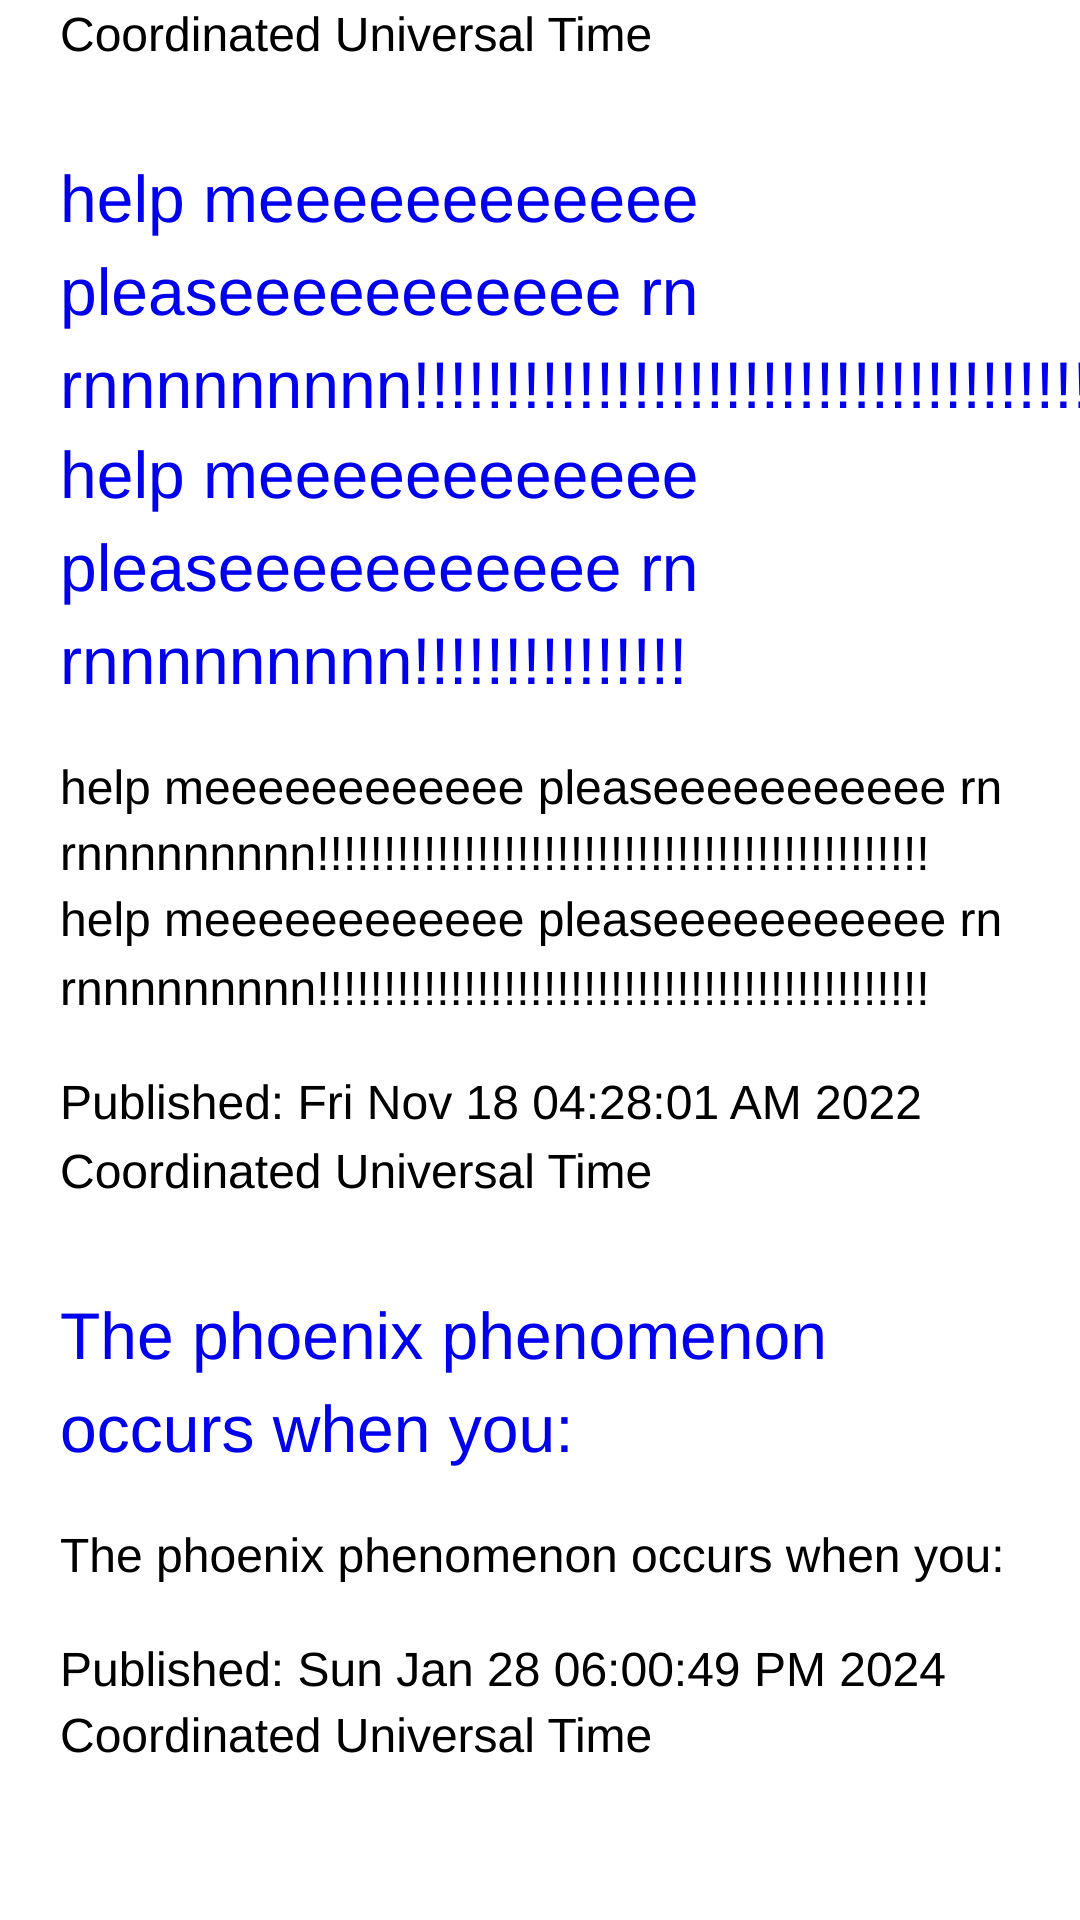 Coordinated Universal Time
help meeeeeeeeeeee
pleaseeeeeeeeeee rn
rnnnnnnnnn!!!!!!!!!!!!!!!!!!!!!!!!!!!!!!!!!!!!!
help meeeeeeeeeeee
pleaseeeeeeeeeee rn
rnnnnnnnnn!!!!!!!!!!!!!!!
help meeeeeeeeeeee pleaseeeeeeeeeee rn
rnnnnnnnnn!!!!!!!!!!!!!!!!!!!!!!!!!!!!!!!!!!!!!!!!!!!!!!
help meeeeeeeeeeee pleaseeeeeeeeeee rn
rnnnnnnnnn!!!!!!!!!!!!!!!!!!!!!!!!!!!!!!!!!!!!!!!!!!!!!!
Published: Fri Nov 18 04:28:01 AM 2022
Coordinated Universal Time
The phoenix phenomenon
occurs when you:
The phoenix phenomenon occurs when you:
Published: Sun Jan 28 06:00:49 PM 2024
Coordinated Universal Time